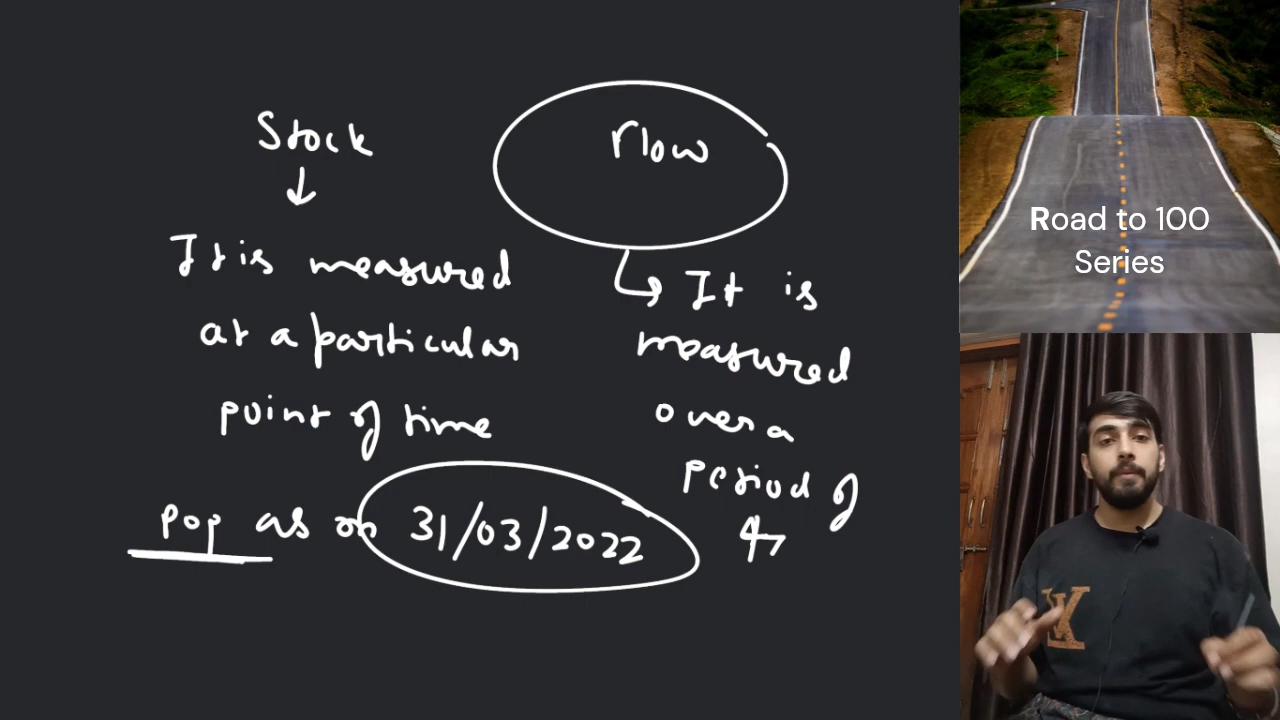 Stock
It is measured
at a particular
point of time
pop as on 31/03/2022
Flow
It is
measured
over a
period of
Road to 100
Series